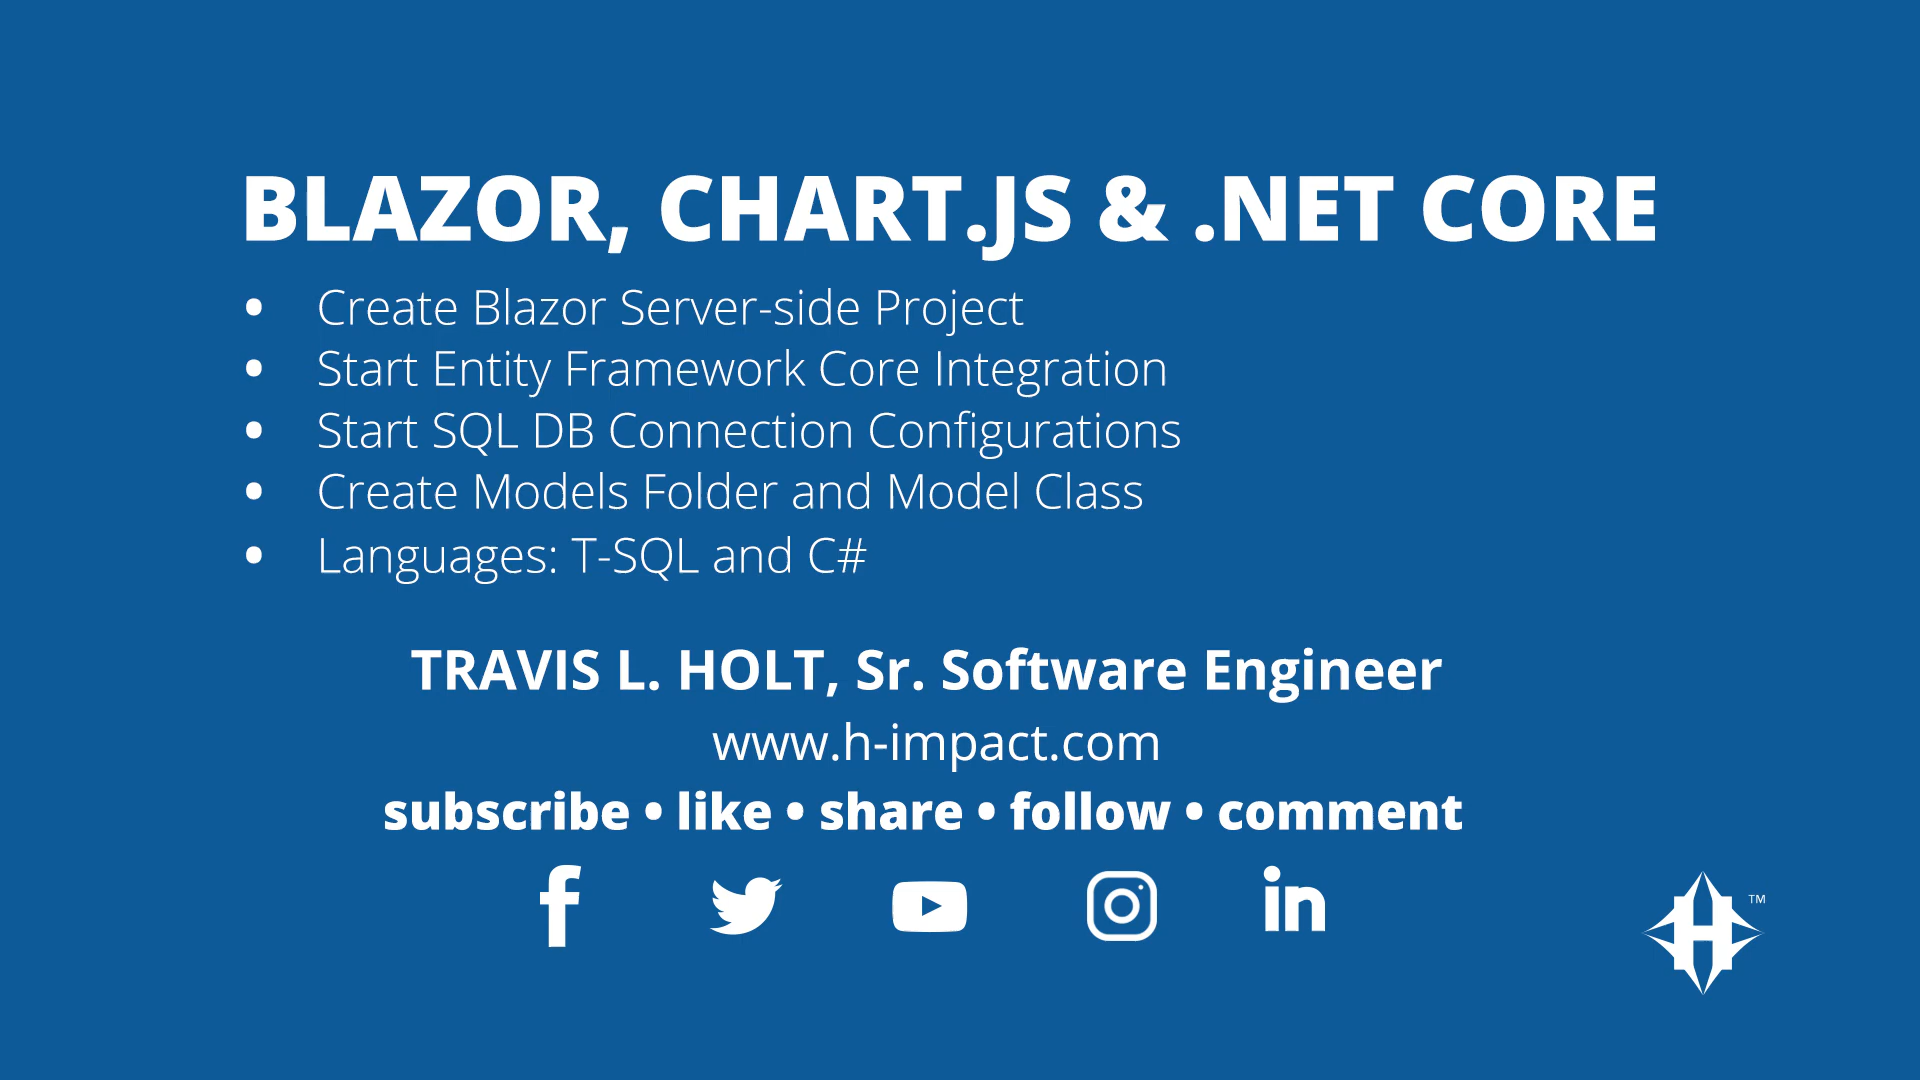 BLAZOR, CHART.JS & .NET CORE
• Create Blazor Server-side Project
• Start Entity Framework Core Integration
• Start SQL DB Connection Configurations
• Create Models Folder and Model Class
• Languages: T-SQL and C#
TRAVIS L. HOLT, Sr. Software Engineer
www.h-impact.com
subscribe • like • share • follow • comment
H ™